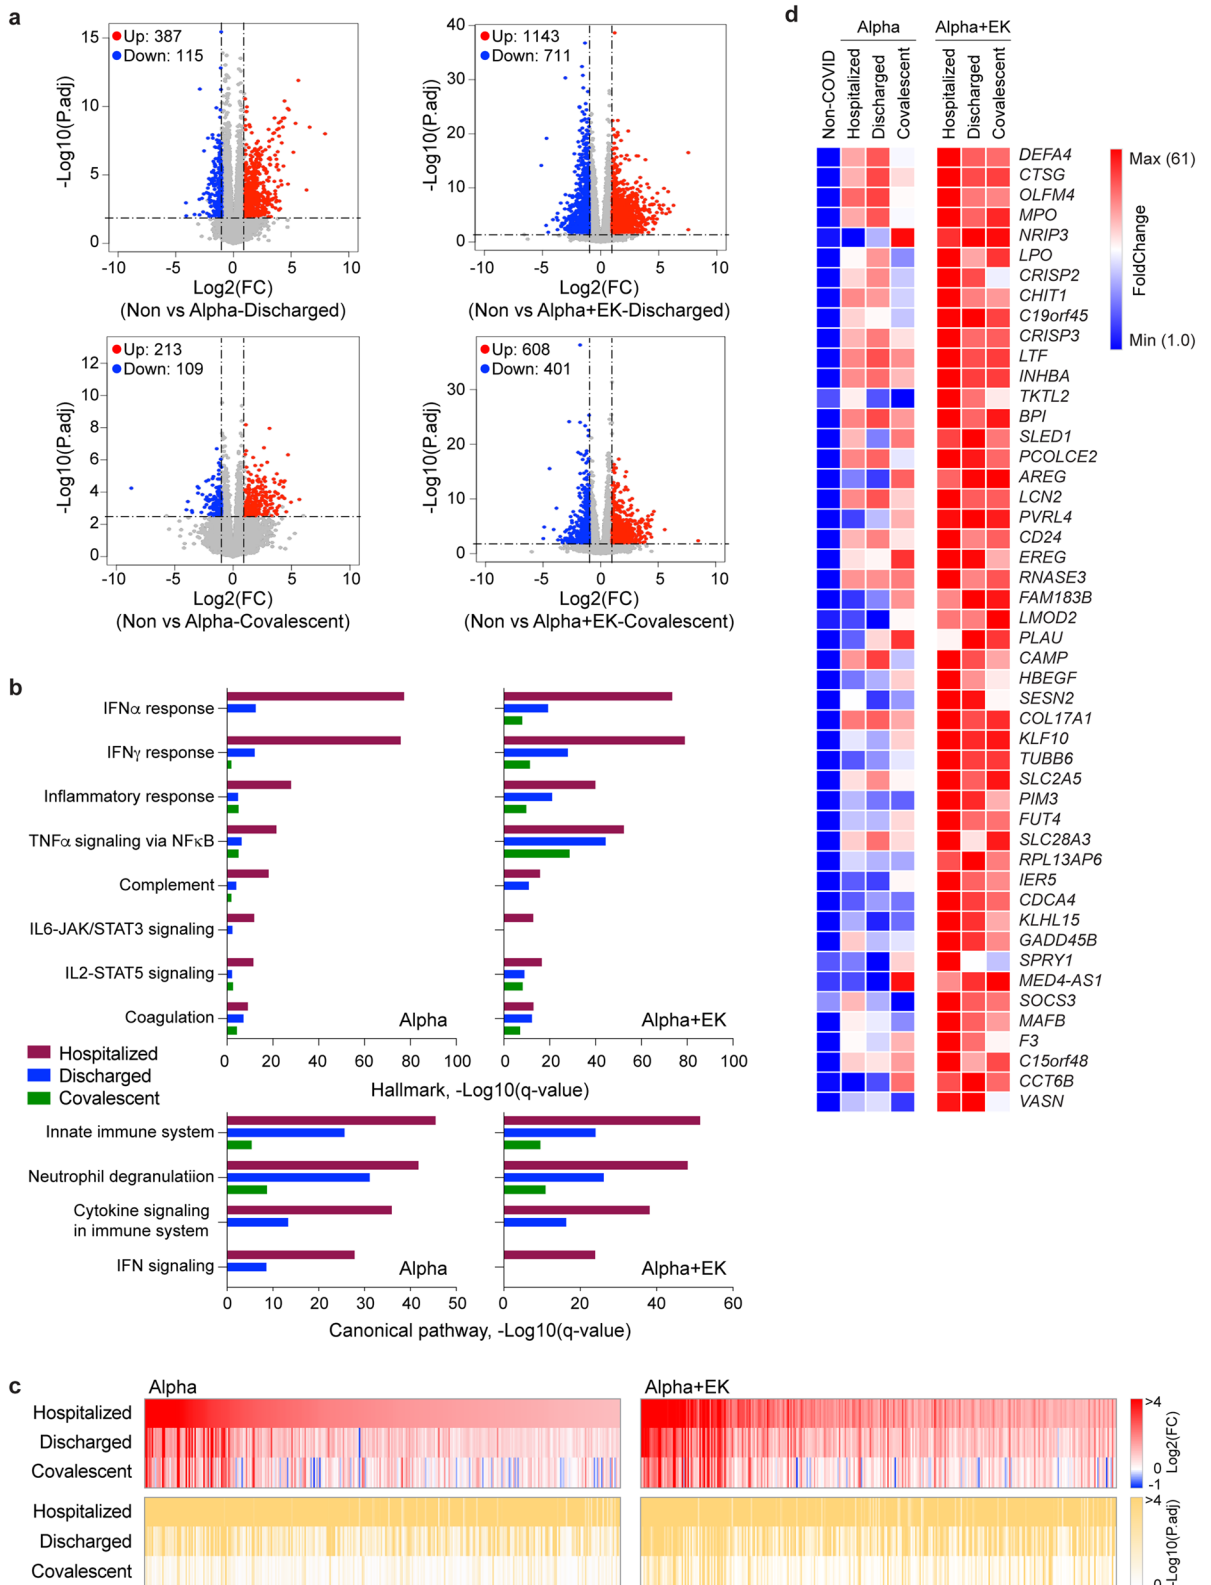 a
Up: 387
Down: 115
15
10
5
0
-Log10(P.adj)
-10
-5
0
5
10
Log2(FC)
(Non vs Alpha-Discharged)
Up: 1143
Down: 711
40
30
20
10
0
-Log10(P.adj)
-10
-5
0
5
10
Log2(FC)
(Non vs Alpha+EK-Discharged)
Up: 213
Down: 109
12
10
8
6
4
2
0
-Log10(P.adj)
-10
-5
0
5
10
Log2(FC)
(Non vs Alpha-Covalescent)
Up: 608
Down: 401
30
20
10
0
-Log10(P.adj)
-10
-5
0
5
10
Log2(FC)
(Non vs Alpha+EK-Covalescent)
b
IFNα response
IFNγ response
Inflammatory response
TNFα signaling via NFκB
Complement
IL6-JAK/STAT3 signaling
IL2-STAT5 signaling
Coagulation
Alpha
Alpha+EK
0 20 40 60 80 100
0 20 40 60 80 100
Hallmark, -Log10(q-value)
Hospitalized
Discharged
Covalescent
Innate immune system
Neutrophil degranulatiion
Cytokine signaling
in immune system
IFN signaling
Alpha
Alpha+EK
0 10 20 30 40 50
0 20 40 60
Canonical pathway, -Log10(q-value)
c
Alpha
Alpha+EK
Hospitalized
Discharged
Covalescent
>4
0
-1
Log2(FC)
Hospitalized
Discharged
Covalescent
>4
-Log10(P.adj)
d
Alpha
Alpha+EK
Non-COVID
Hospitalized
Discharged
Covalescent
Hospitalized
Discharged
Covalescent
DEFA4
CTSG
OLFM4
MPO
NRIP3
LPO
CRISP2
CHIT1
C19orf45
CRISP3
LTF
INHBA
TKTL2
BPI
SLED1
PCOLCE2
AREG
LCN2
PVRL4
CD24
EREG
RNASE3
FAM183B
LMOD2
PLAU
CAMP
HBEGF
SESN2
COL17A1
KLF10
TUBB6
SLC2A5
PIM3
FUT4
SLC28A3
RPL13AP6
IER5
CDCA4
KLHL15
GADD45B
SPRY1
MED4-AS1
SOCS3
MAFB
F3
C15orf48
CCT6B
VASN
Max (61)
FoldChange
Min (1.0)